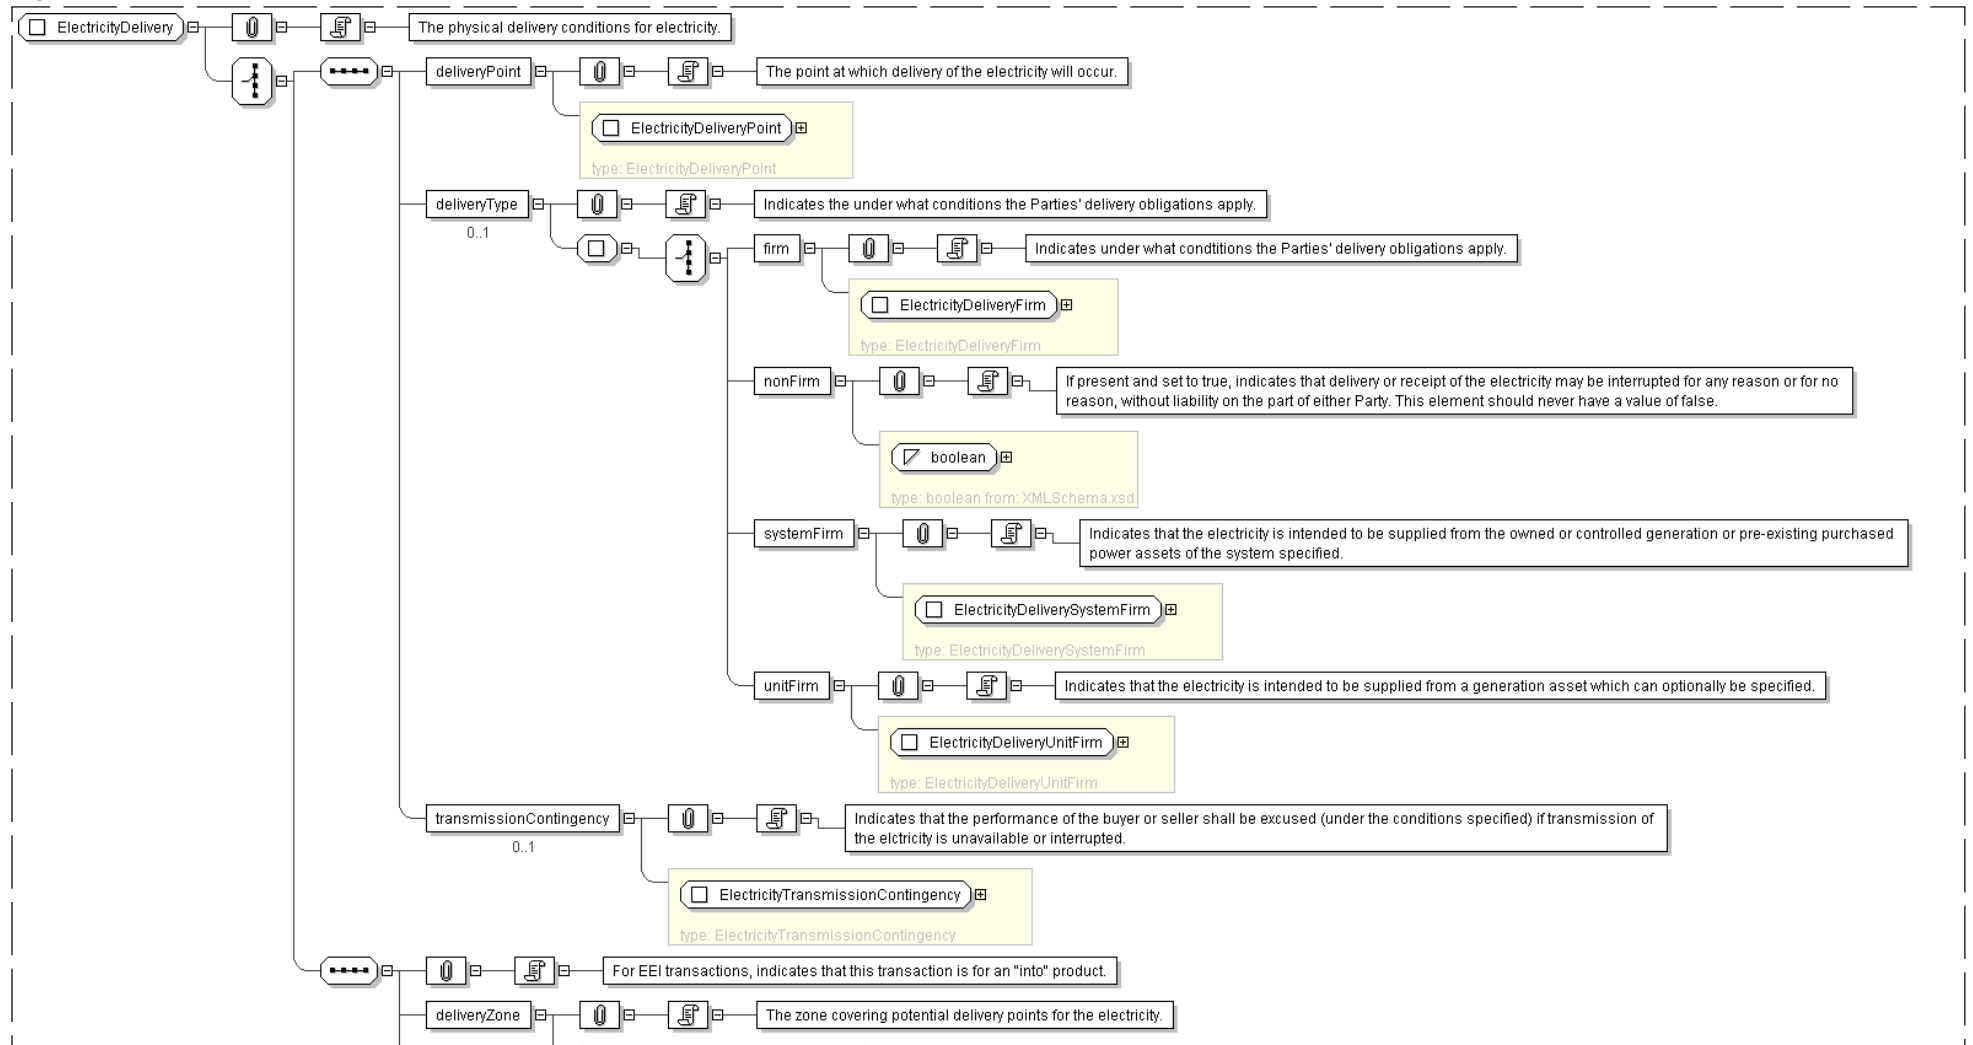 ElectricityDelivery
The physical delivery conditions for electricity.
deliveryPoint
The point at which delivery of the electricity will occur.
ElectricityDeliveryPoint
type: ElectricityDeliveryPoint
deliveryType
Indicates the under what conditions the Parties' delivery obligations apply.
0..1
firm
Indicates under what condtitions the Parties' delivery obligations apply.
ElectricityDeliveryFirm
type: ElectricityDeliveryFirm
nonFirm
If present and set to true, indicates that delivery or receipt of the electricity may be interrupted for any reason or for no
reason, without liability on the part of either Party. This element should never have a value of false.
boolean
type: boolean from: XMLSchema.xsd
systemFirm
Indicates that the electricity is intended to be supplied from the owned or controlled generation or pre-existing purchased
power assets of the system specified.
ElectricityDeliverySystemFirm
type: ElectricityDeliverySystemFirm
unitFirm
Indicates that the electricity is intended to be supplied from a generation asset which can optionally be specified.
ElectricityDeliveryUnitFirm
type: ElectricityDeliveryUnitFirm
transmissionContingency
Indicates that the performance of the buyer or seller shall be excused (under the conditions specified) if transmission of
the elctricity is unavailable or interrupted.
0..1
ElectricityTransmissionContingency
type: ElectricityTransmissionContingency
For EEI transactions, indicates that this transaction is for an "into" product.
deliveryZone
The zone covering potential delivery points for the electricity.